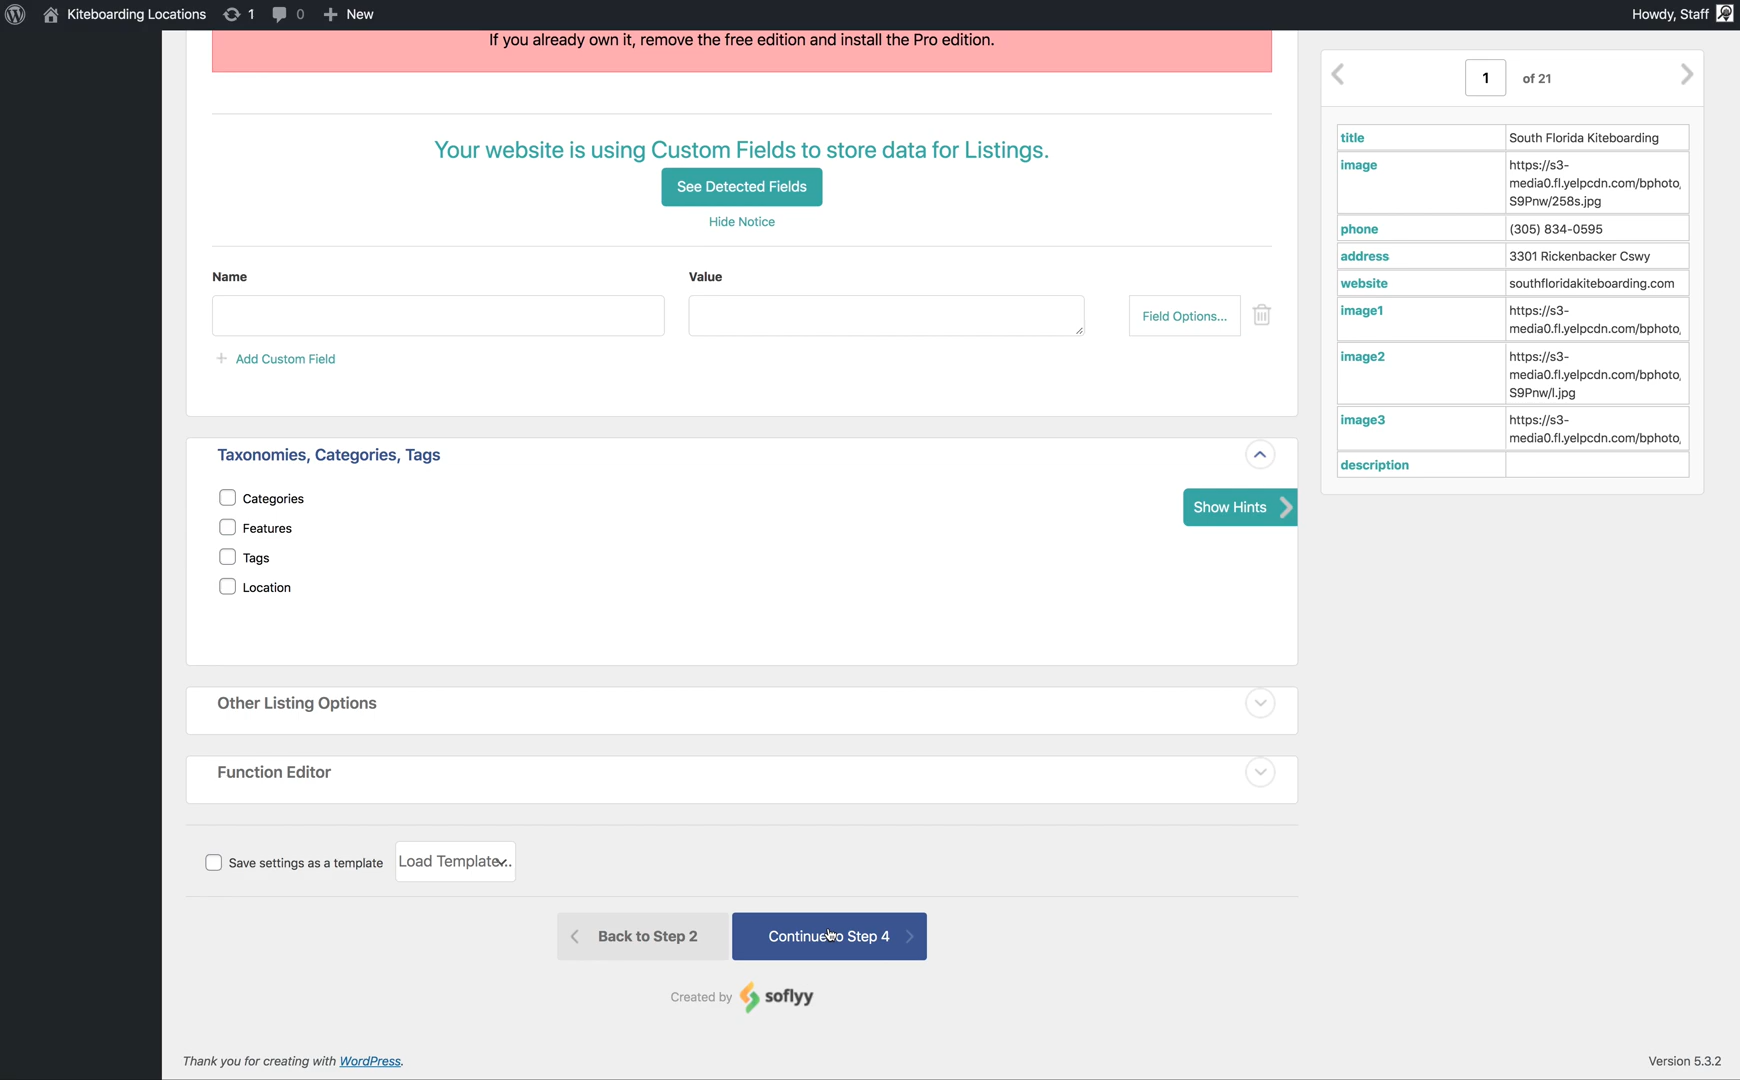 Kiteboarding Locations
1
0
New
Howdy, Staff
If you already own it, remove the free edition and install the Pro edition.
Your website is using Custom Fields to store data for Listings.
See Detected Fields
Hide Notice
Name
Value
Field Options...
Add Custom Field
Taxonomies, Categories, Tags
Categories
Show Hints
Features
Tags
Location
Other Listing Options
Function Editor
Save settings as a template
Load Template...
Back to Step 2
Continue to Step 4
Created by soflyy
Thank you for creating with WordPress.
Version 5.3.2
1 of 21
title South Florida Kiteboarding
image https://s3-
media0.fl.yelpcdn.com/bphoto,
S9Pnw/258s.jpg
phone (305) 834-0595
address 3301 Rickenbacker Cswy
website southfloridakiteboarding.com
image1 https://s3-
media0.fl.yelpcdn.com/bphoto,
image2 https://s3-
media0.fl.yelpcdn.com/bphoto,
S9Pnw/l.jpg
image3 https://s3-
media0.fl.yelpcdn.com/bphoto,
description